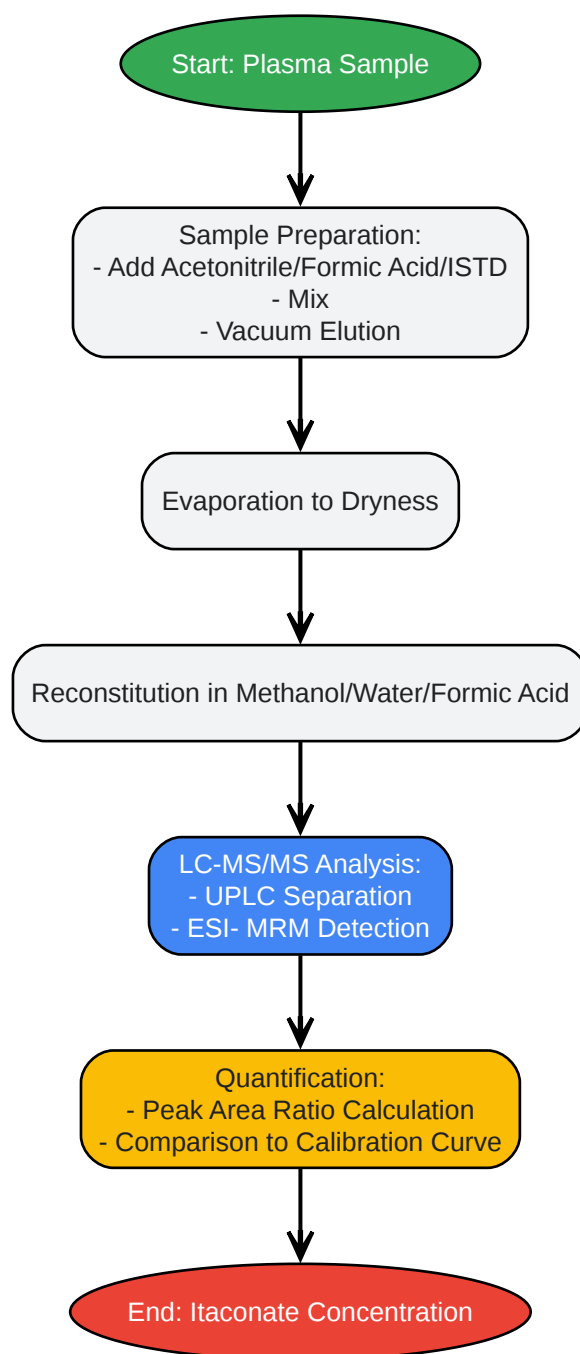 Start: Plasma Sample
Sample Preparation:
- Add Acetonitrile/Formic Acid/ISTD
- Mix
- Vacuum Elution
Evaporation to Dryness
Reconstitution in Methanol/Water/Formic Acid
LC-MS/MS Analysis:
- UPLC Separation
- ESI- MRM Detection
Quantification:
- Peak Area Ratio Calculation
- Comparison to Calibration Curve
End: Itaconate Concentration